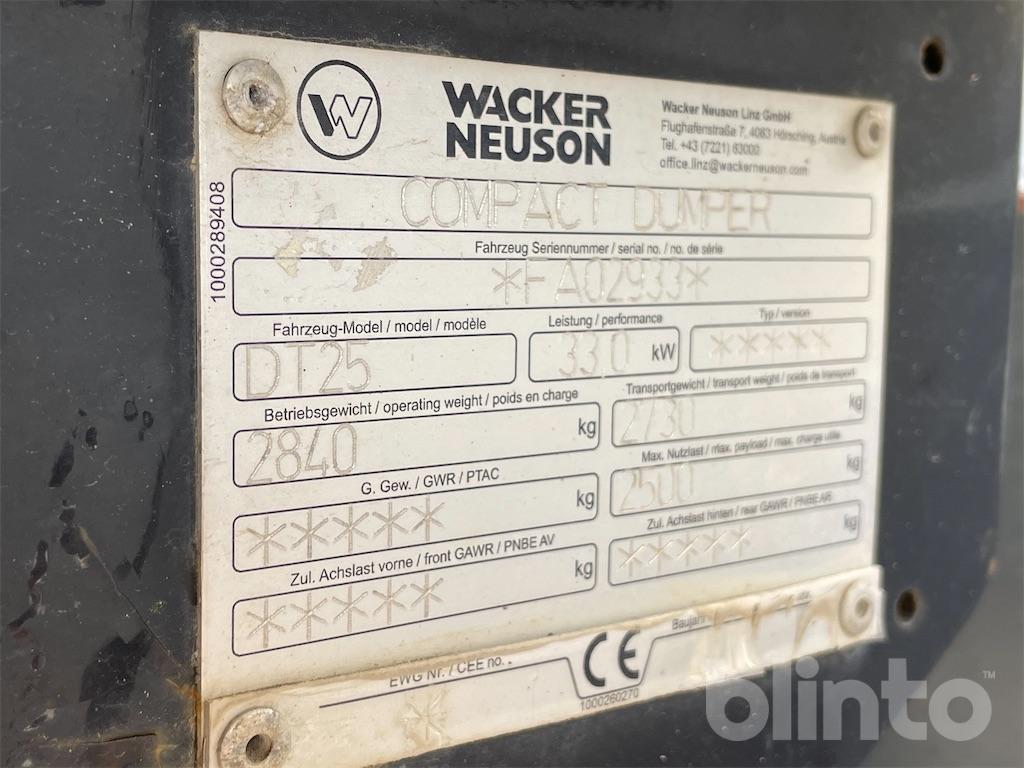 W
WACKER NEUSON
Wacker Neuson Linz GmbH
Flughafenstraße 7, 4063 Hörsching, Austria
Tel. +43 (7221) 63000
office.linz@wackerneuson.com
1000289408
COMPACT DUMPER
Fahrzeug Seriennummer / serial no. / no. de série
*FA02933*
Fahrzeug-Model / model / modèle
DT25
Leistung / performance
33.0 kW
Typ / version
*****
Betriebsgewicht / operating weight / poids en charge
2840 kg
Transportgewicht / transport weight / poids de transport
2730 kg
G. Gew. / GWR / PTAC
***** kg
Max. Nutzlast / max. payload / max. charge utile
2500 kg
Zul. Achslast vorne / front GAWR / PNBE AV
***** kg
Zul. Achslast hinten / rear GAWR / PNBE AR
***** kg
EWG Nr. / CEE no.
*
CE
1000260270
Baujahr
blinto™